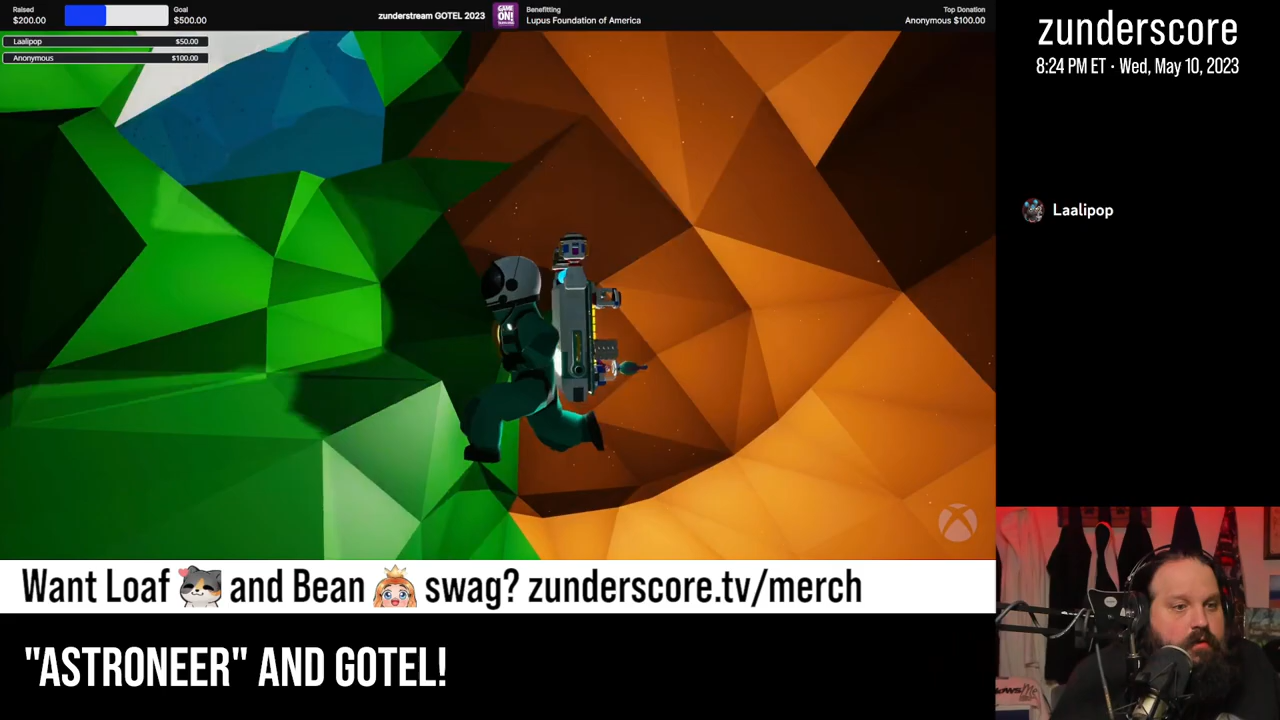 Raised
$200.00
Goal
$500.00
zunderstream GOTEL 2023
GAME ON!
Benefitting
Lupus Foundation of America
Top Donation
Anonymous $100.00
Laalipop $50.00
Anonymous $100.00
zunderscore
8:24 PM ET · Wed, May 10, 2023
Laalipop
Want Loaf and Bean swag? zunderscore.tv/merch
"ASTRONEER" AND GOTEL!